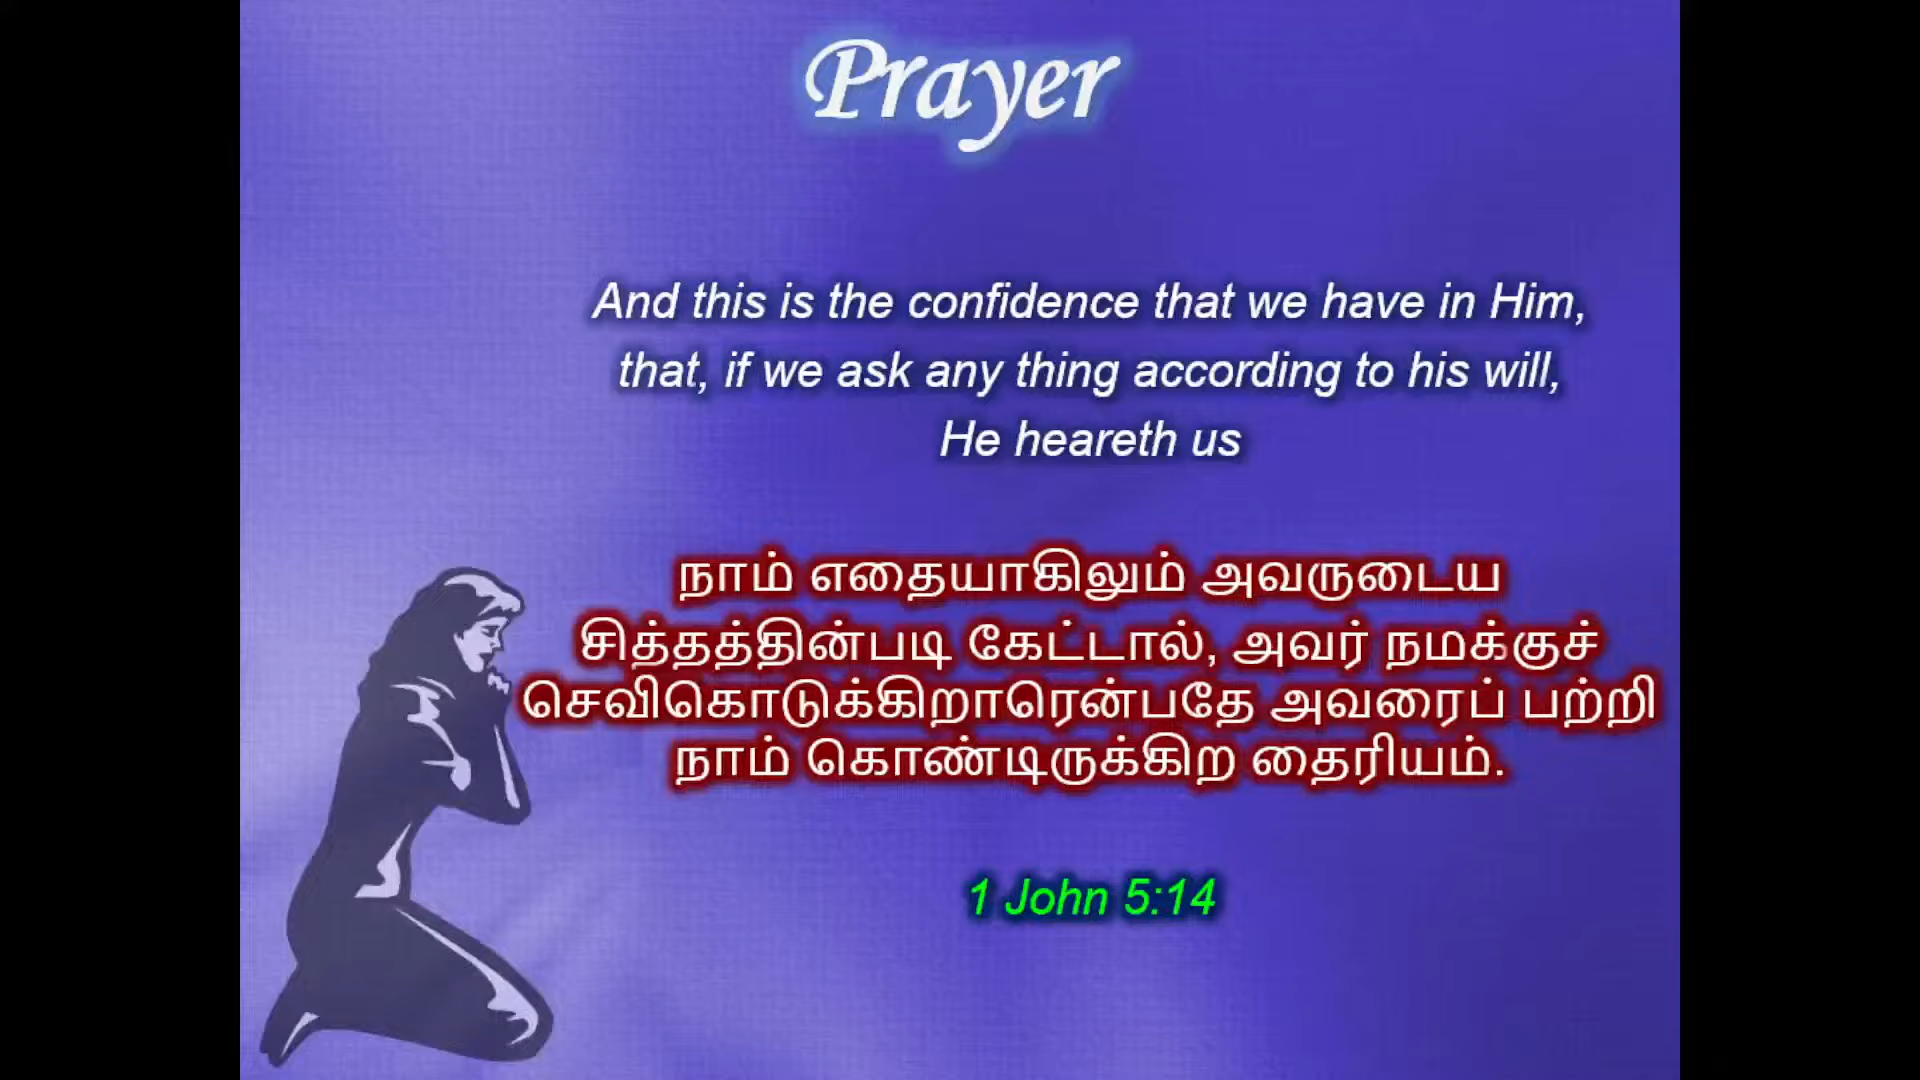 Prayer
And this is the confidence that we have in Him,
that, if we ask any thing according to his will,
He heareth us
நாம் எதையாகிலும் அவருடைய
சித்தத்தின்படி கேட்டால், அவர் நமக்குச்
செவிகொடுக்கிறாரென்பதே அவரைப் பற்றி
நாம் கொண்டிருக்கிற தைரியம்.
1 John 5:14